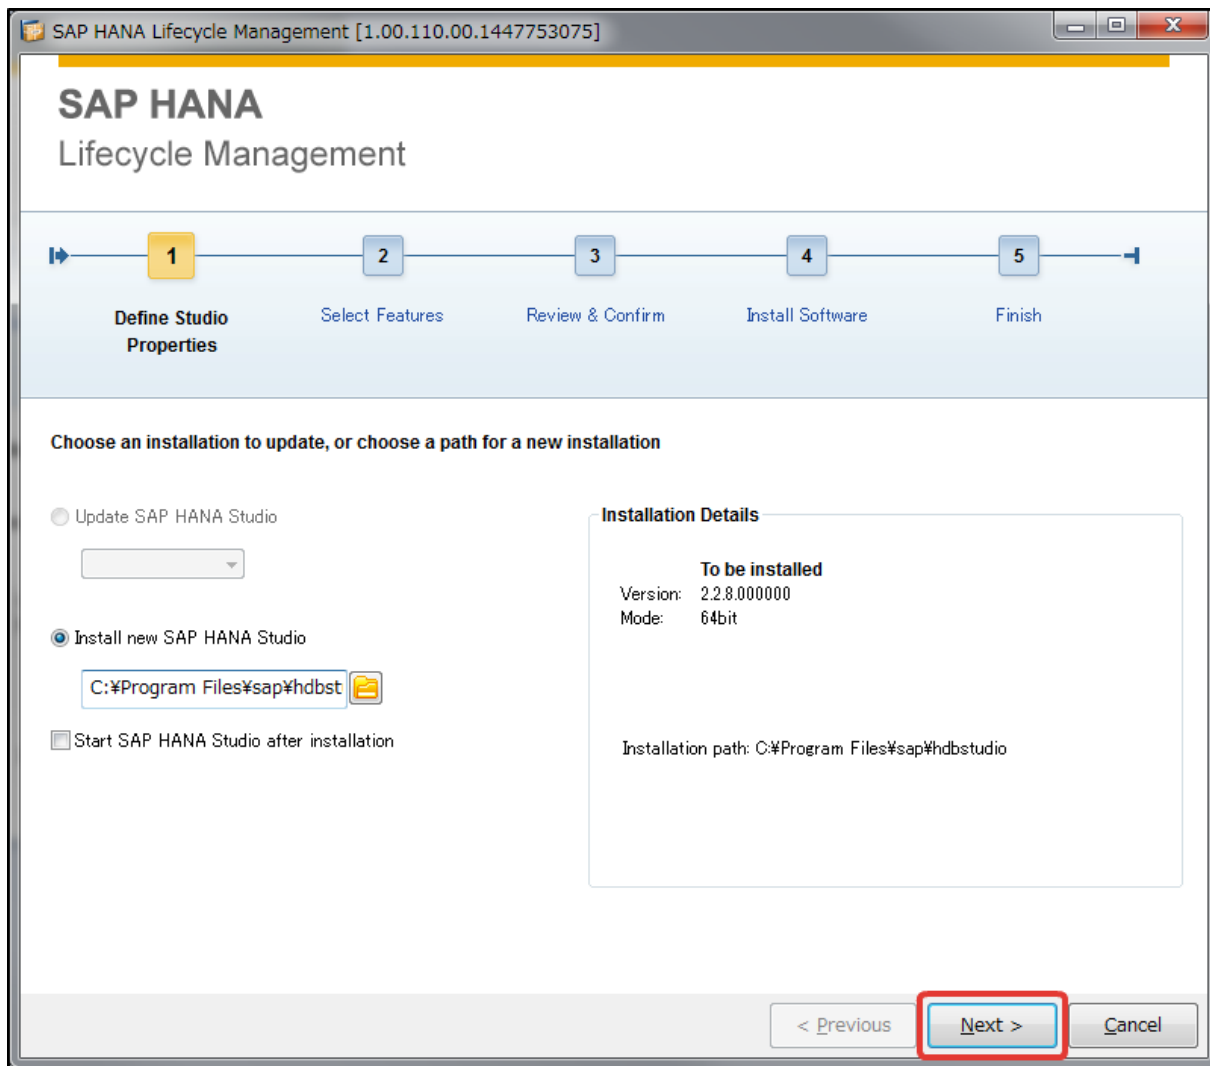 SAP HANA Lifecycle Management [1.00.110.00.1447753075]
SAP HANA
Lifecycle Management
1
2
3
4
5
Define Studio
Properties
Select Features
Review & Confirm
Install Software
Finish
Choose an installation to update, or choose a path for a new installation
Update SAP HANA Studio
Install new SAP HANA Studio
C:¥Program Files¥sap¥hdbst
Start SAP HANA Studio after installation
Installation Details
To be installed
Version: 2.2.8.000000
Mode: 64bit
Installation path: C:¥Program Files¥sap¥hdbstudio
< Previous
Next >
Cancel